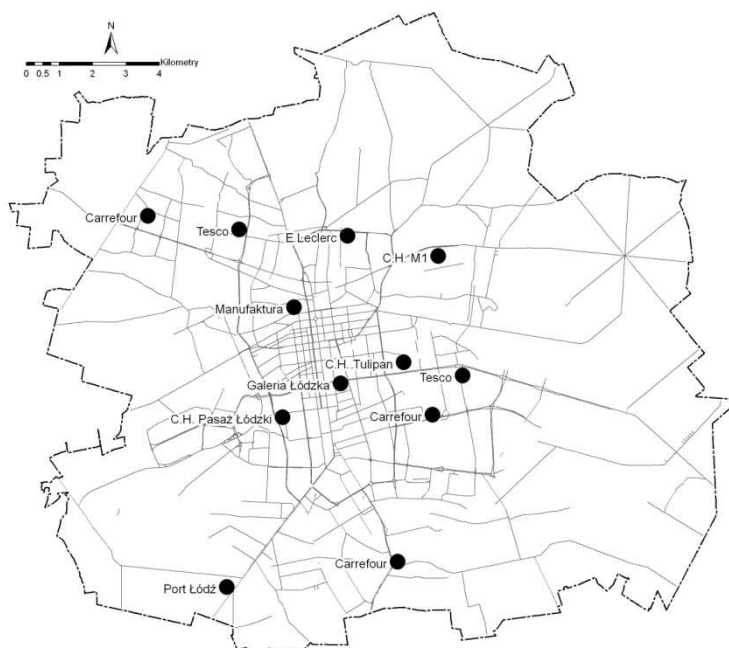 N
Kilometry
0 0.5 1 2 3 4
Carrefour
Tesco
E.Leclerc
C.H. M1
Manufaktura
C.H. Tulipan
Tesco
Galeria Łódzka
Carrefour
C.H. Pasaż Łódzki
Carrefour
Port Łódź